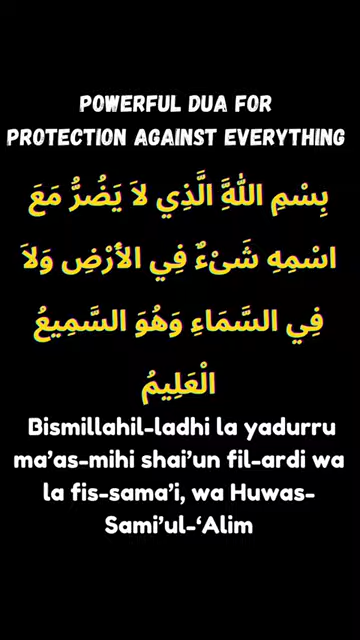 POWERFUL DUA FOR
PROTECTION AGAINST EVERYTHING
بِسْمِ اللَّهَِ الَّذِي لاَ يَضُرُّ مَعَ
اسْمِهِ شَىْءٌ فِي الأرْضِ وَلاَ
فِي السَّمَاءِ وَهُوَ السَّمِيعُ
الْعَلِيمُ
Bismillahil-ladhi la yadurru
ma’as-mihi shai’un fil-ardi wa
la fis-sama’i, wa Huwas-
Sami’ul-‘Alim